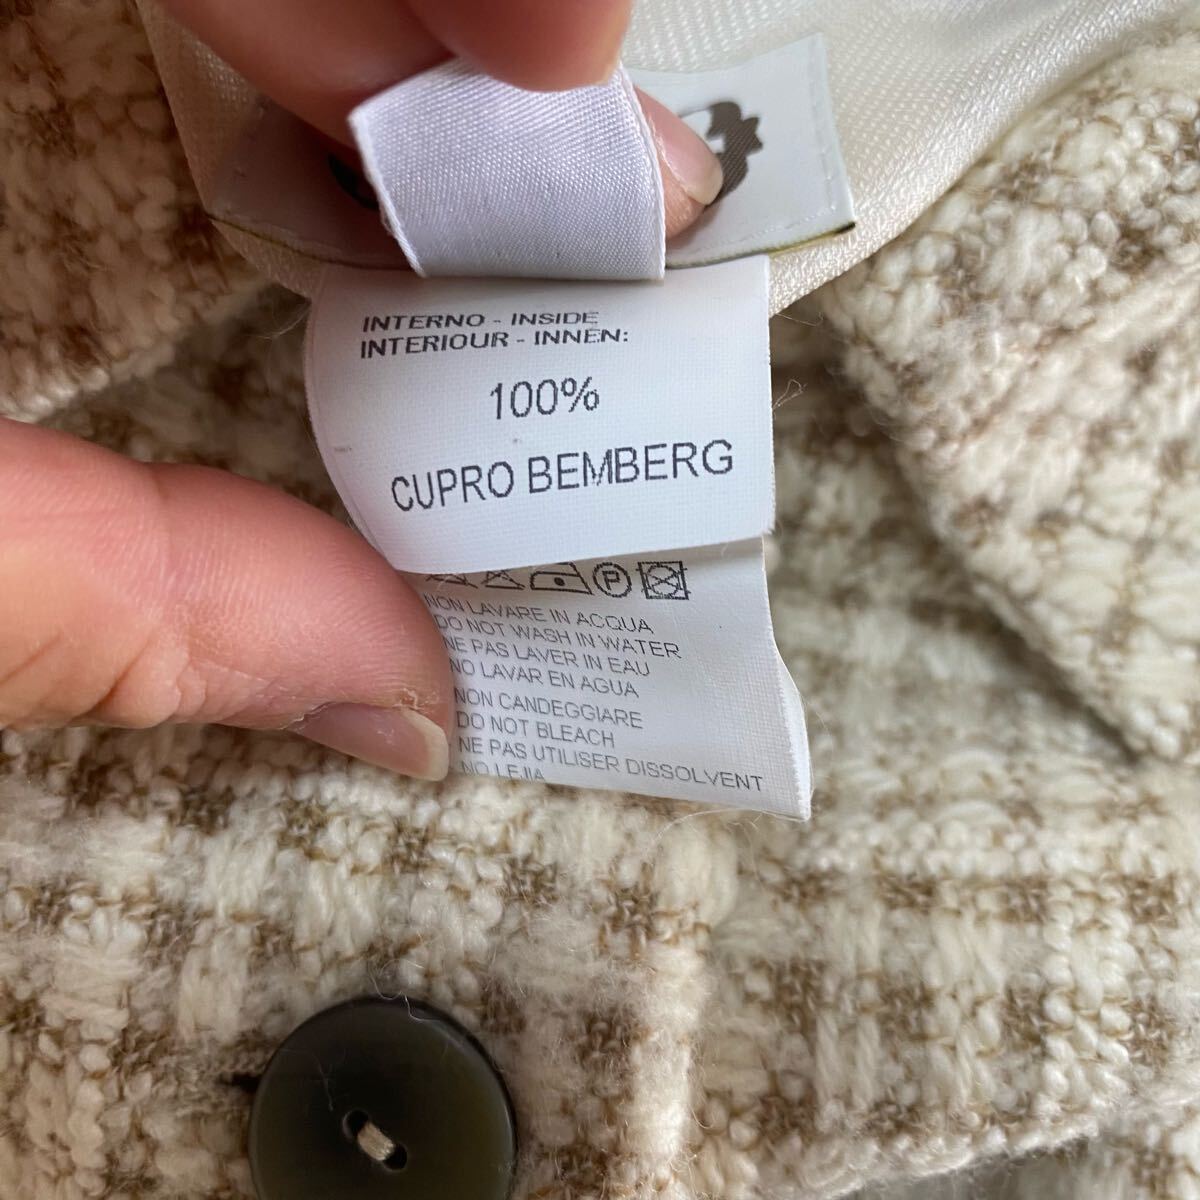 INTERNO - INSIDE
INTERIOUR - INNEN:
100%
CUPRO BEMBERG
P
NON LAVARE IN ACQUA
DO NOT WASH IN WATER
NE PAS LAVER IN EAU
NO LAVAR EN AGUA
NON CANDEGGIARE
DO NOT BLEACH
NE PAS UTILISER DISSOLVENT
NO LEJIA